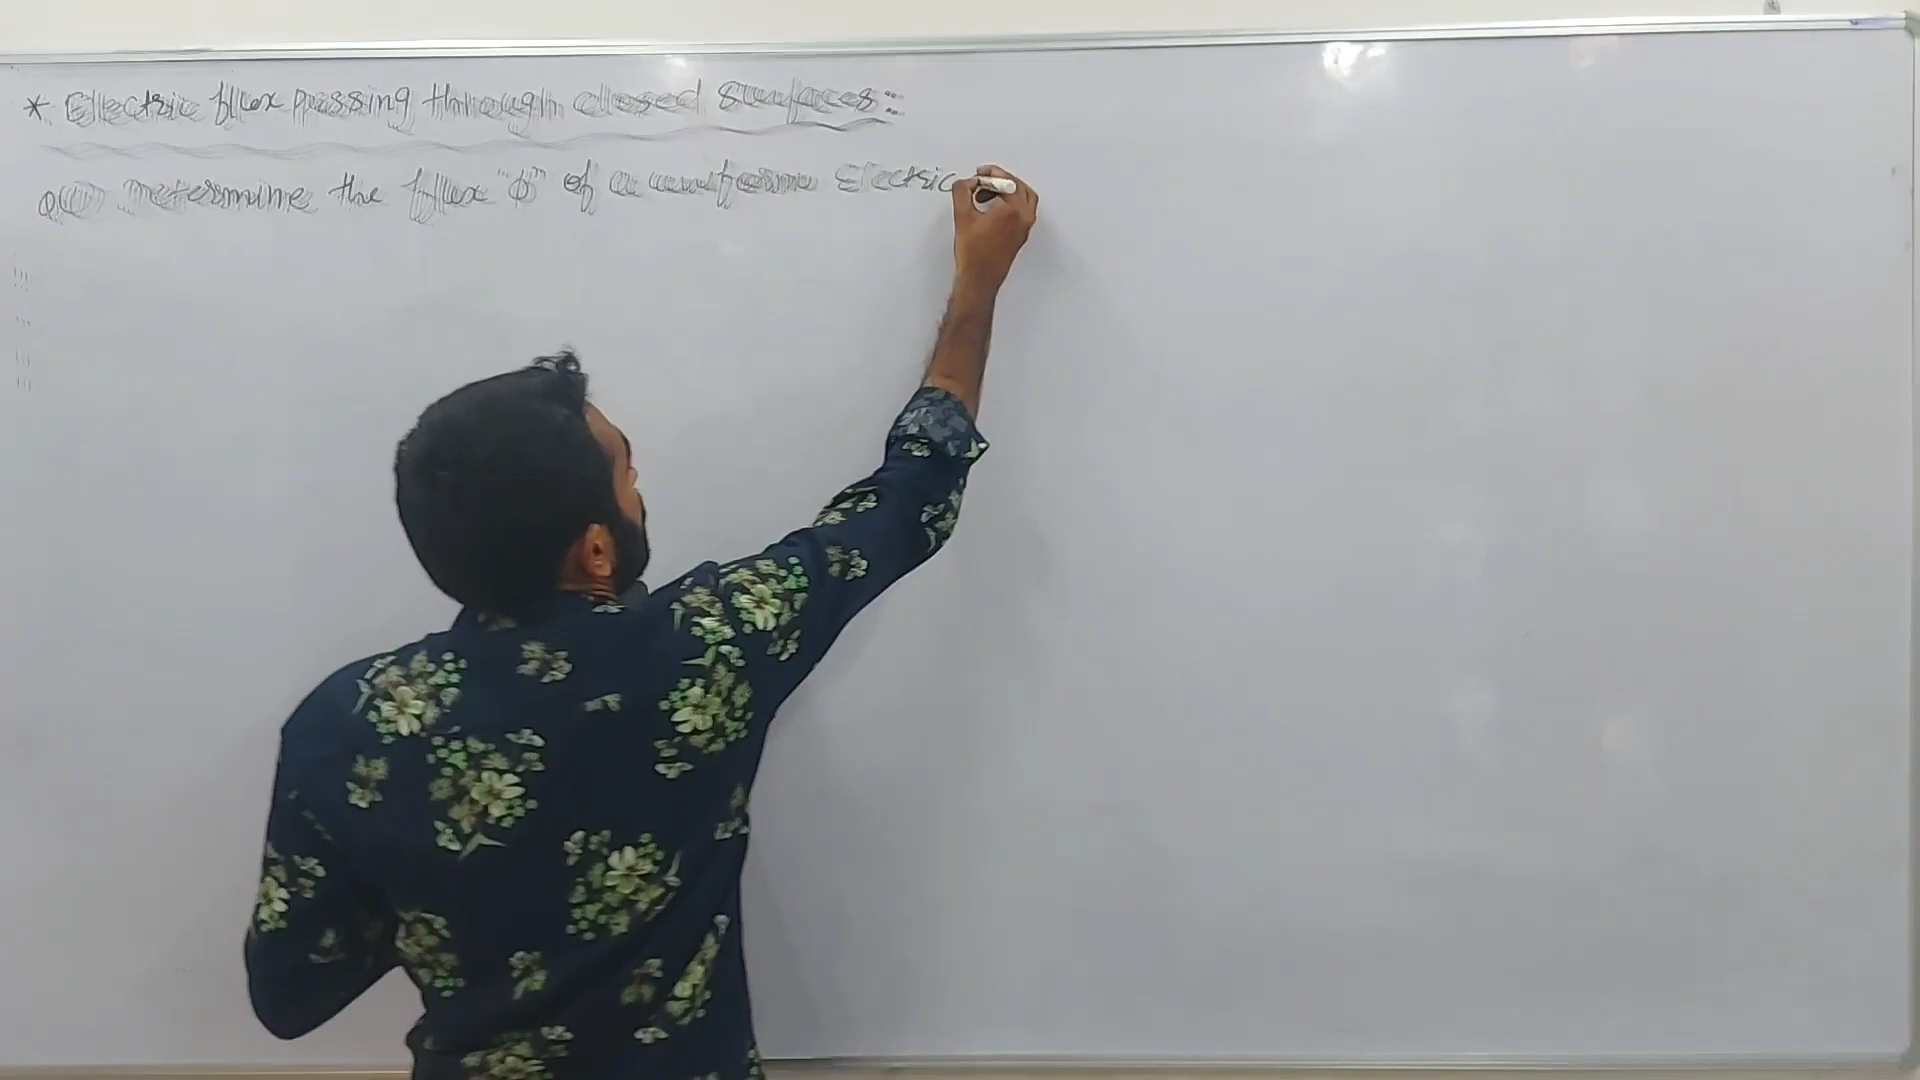 * Electric flux passing through closed surfaces:
Q(1) Determine the flux "ϕ" of a uniform Electric